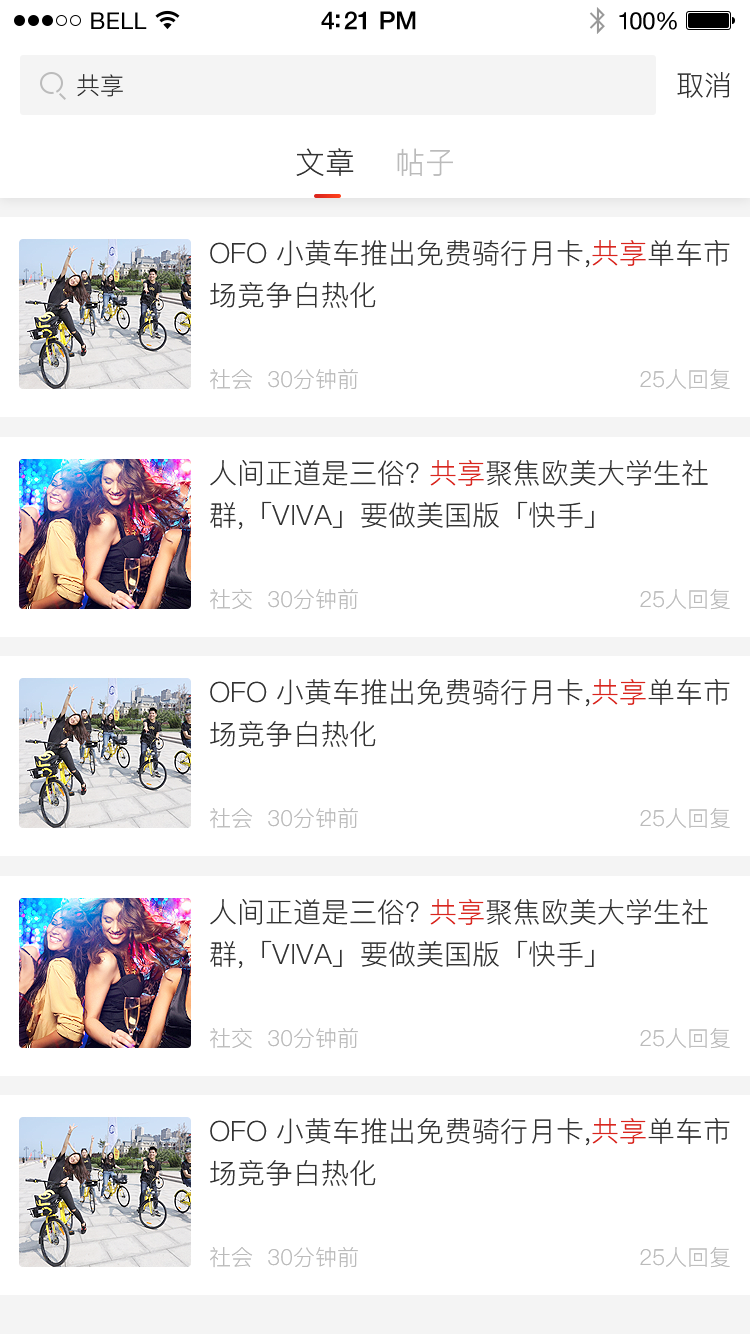 BELL 4:21 PM 100%
共享 取消
文章 帖子
OFO 小黄车推出免费骑行月卡,共享单车市
场竞争白热化
社会 30分钟前 25人回复
人间正道是三俗? 共享聚焦欧美大学生社
群,「VIVA」要做美国版「快手」
社交 30分钟前 25人回复
OFO 小黄车推出免费骑行月卡,共享单车市
场竞争白热化
社会 30分钟前 25人回复
人间正道是三俗? 共享聚焦欧美大学生社
群,「VIVA」要做美国版「快手」
社交 30分钟前 25人回复
OFO 小黄车推出免费骑行月卡,共享单车市
场竞争白热化
社会 30分钟前 25人回复